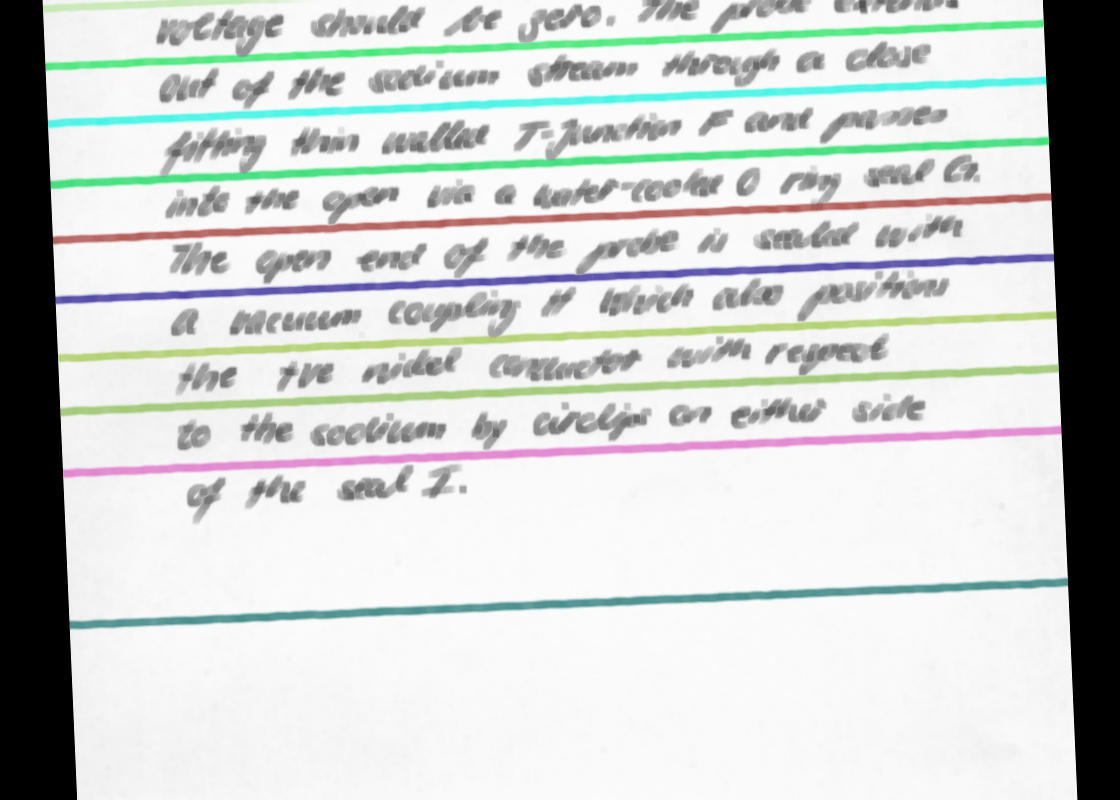 voltage should be zero. The probe extends
out of the sodium stream through a close
fitting thin walled T-Junction F and passes
into the open via a water-cooled O ring seal G.
The open end of the probe is sealed with
a vacuum coupling H which also positions
the +ve nickel conductor with respect
to the sodium by circlips on either side
of the seal I.